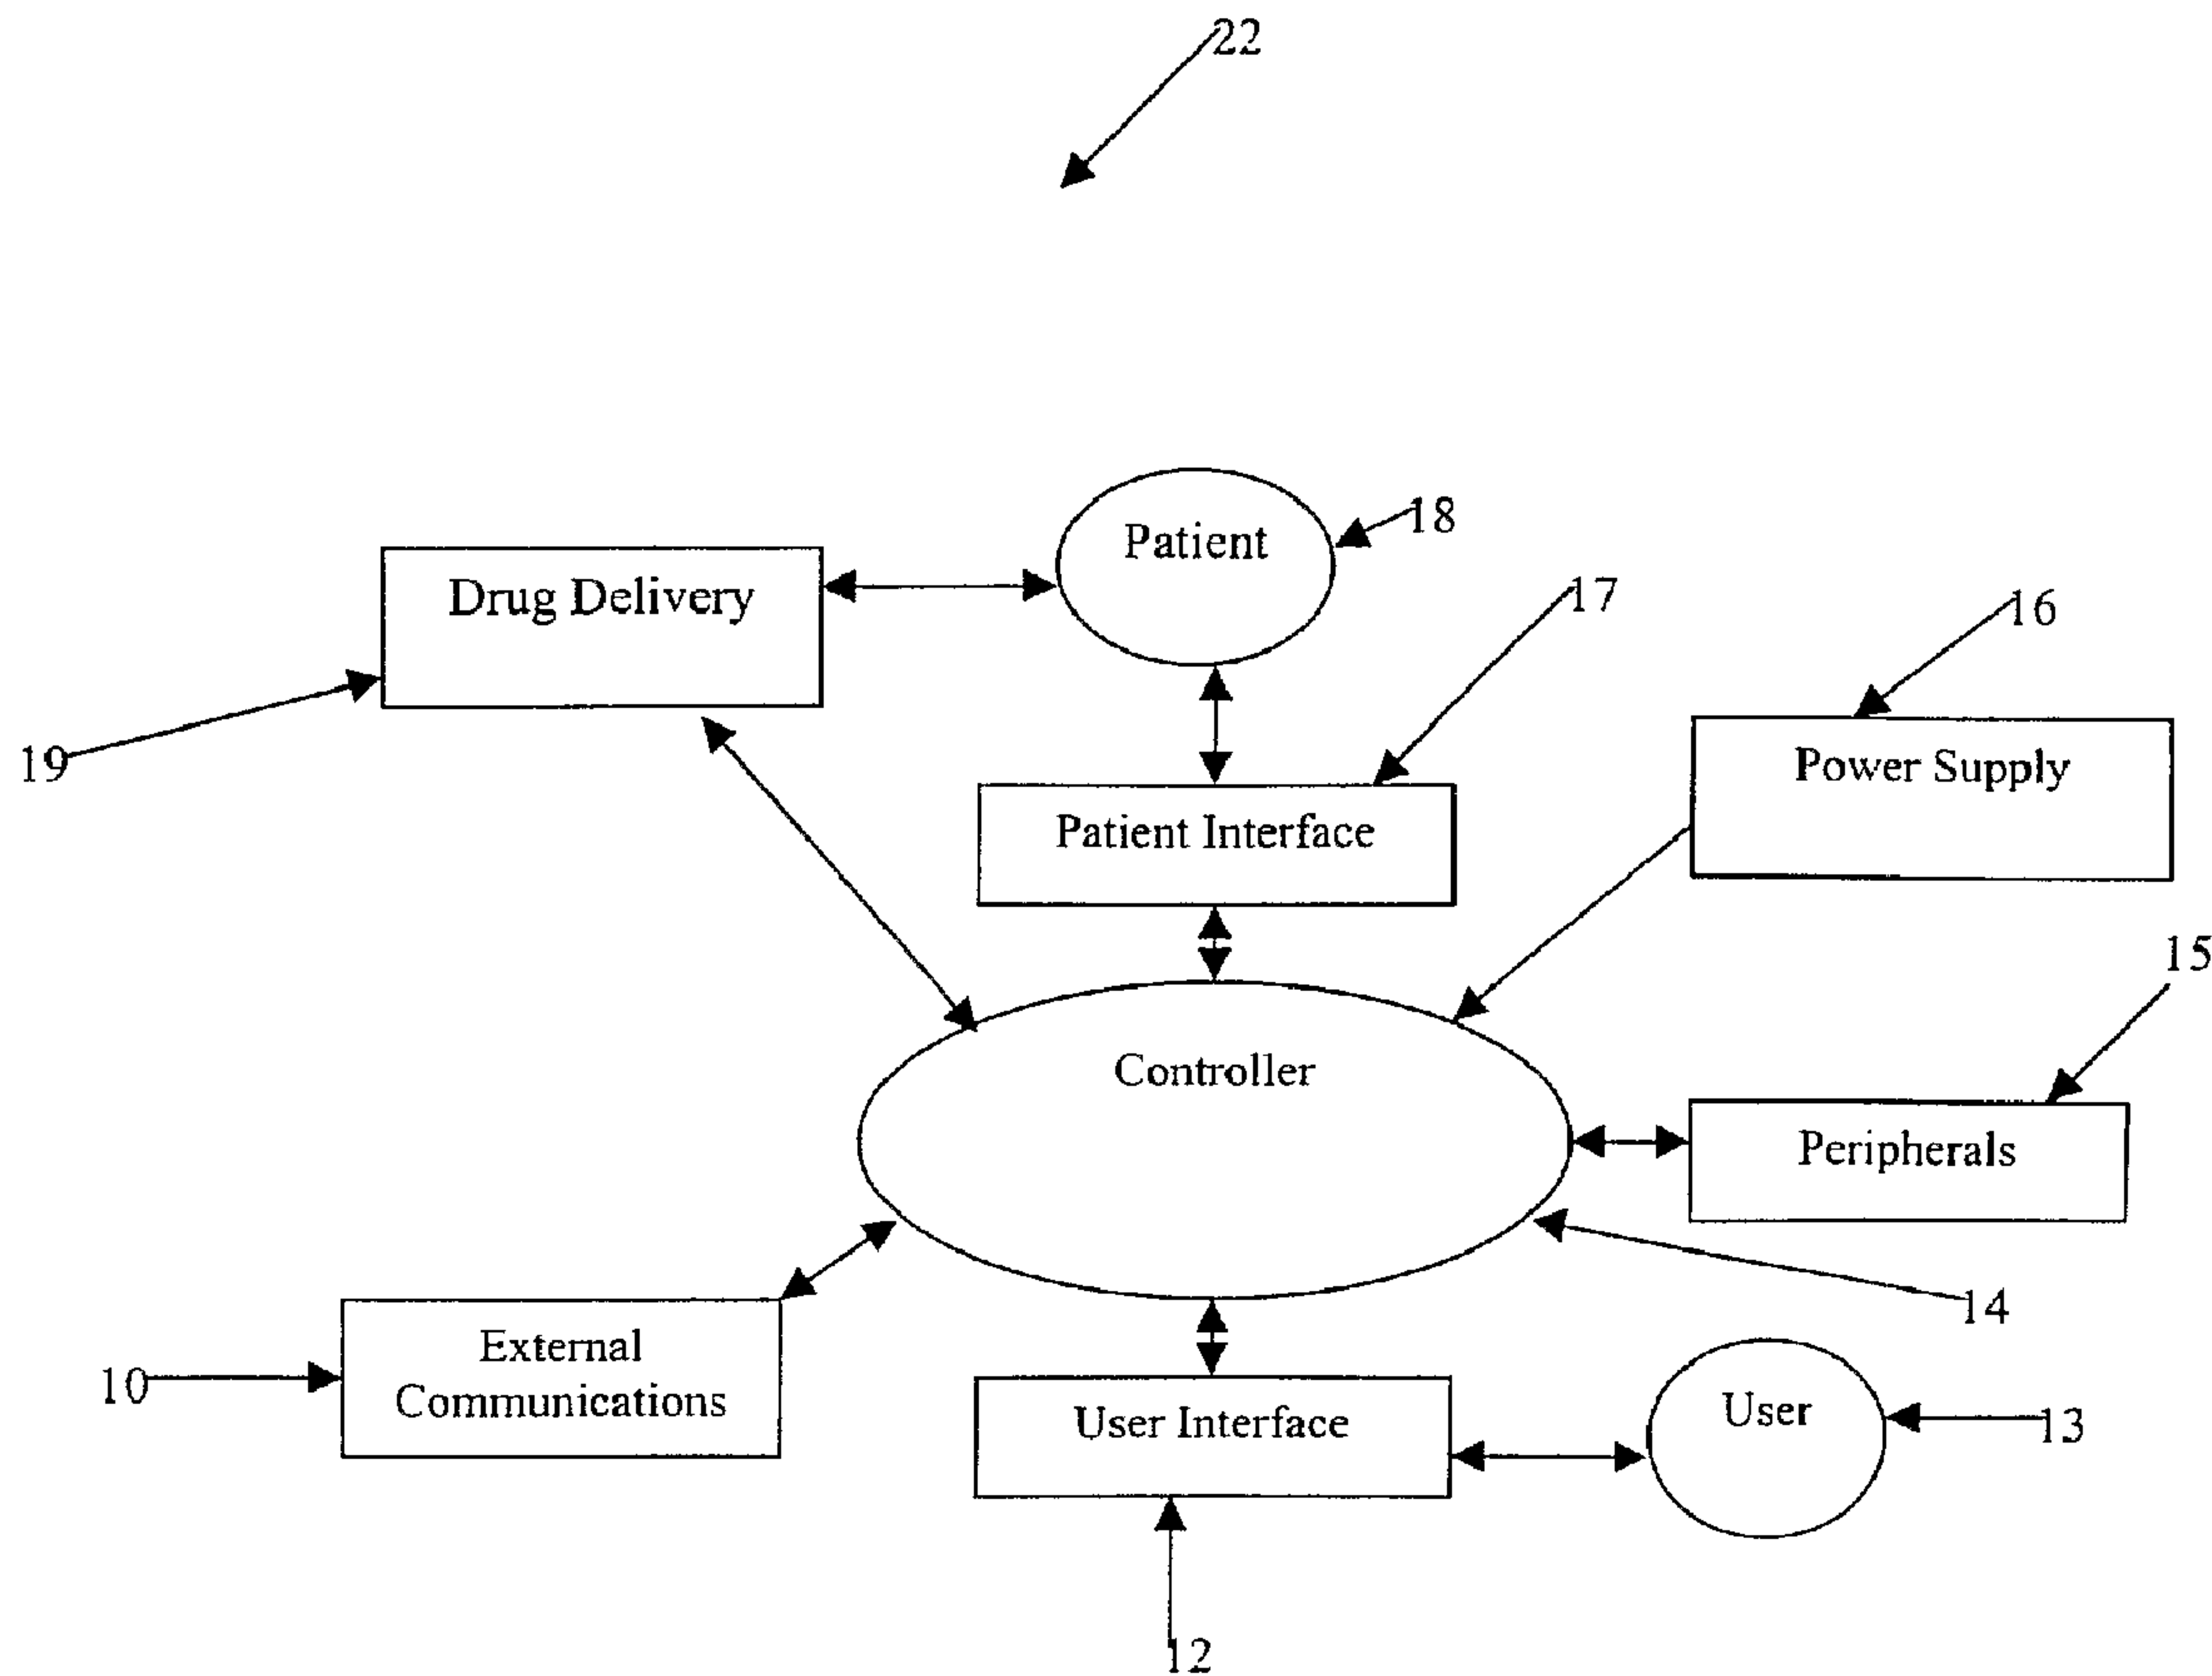 22
Patient
18
Drug Delivery
17
16
19
Power Supply
Patient Interface
15
Controller
Peripherals
14
External
Communications
10
User Interface
User
13
12